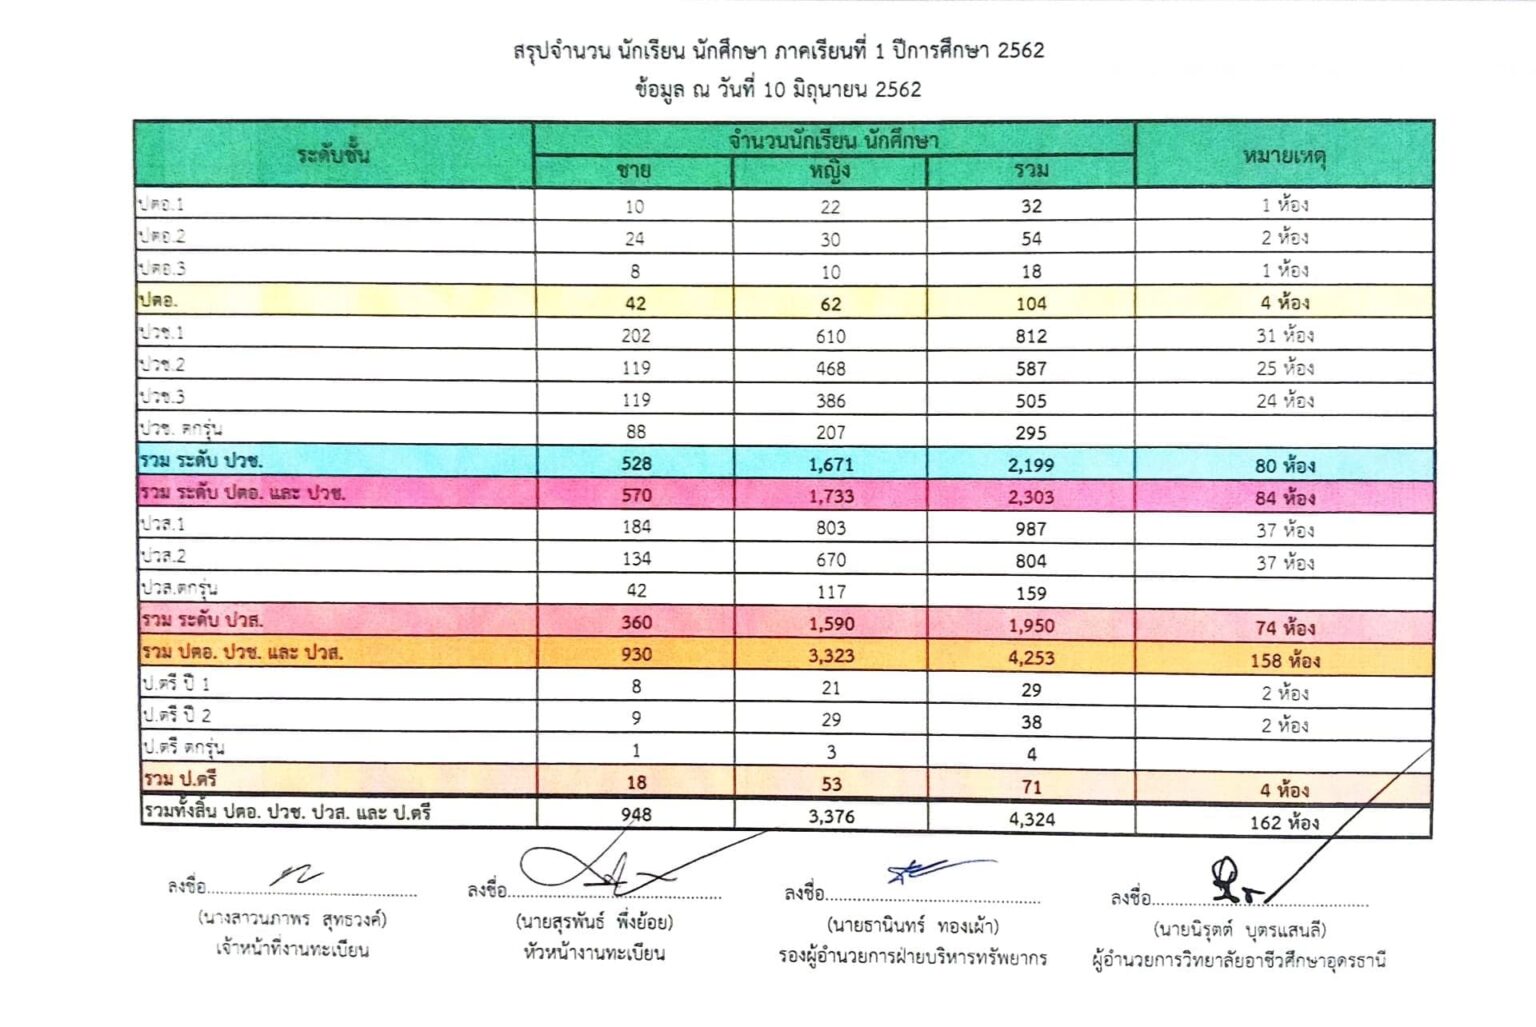 สรุปจำนวน นักเรียน นักศึกษา ภาคเรียนที่ 1 ปีการศึกษา 2562
ข้อมูล ณ วันที่ 10 มิถุนายน 2562
ระดับชั้น จำนวนนักเรียน นักศึกษา หมายเหตุ
ชาย หญิง รวม
ปตอ.1 10 22 32 1 ห้อง
ปตอ.2 24 30 54 2 ห้อง
ปตอ.3 8 10 18 1 ห้อง
ปตอ. 42 62 104 4 ห้อง
ปวช.1 202 610 812 31 ห้อง
ปวช.2 119 468 587 25 ห้อง
ปวช.3 119 386 505 24 ห้อง
ปวช. ตกรุ่น 88 207 295
รวม ระดับ ปวช. 528 1,671 2,199 80 ห้อง
รวม ระดับ ปตอ. และ ปวช. 570 1,733 2,303 84 ห้อง
ปวส.1 184 803 987 37 ห้อง
ปวส.2 134 670 804 37 ห้อง
ปวส.ตกรุ่น 42 117 159
รวม ระดับ ปวส. 360 1,590 1,950 74 ห้อง
รวม ปตอ. ปวช. และ ปวส. 930 3,323 4,253 158 ห้อง
ป.ตรี ปี 1 8 21 29 2 ห้อง
ป.ตรี ปี 2 9 29 38 2 ห้อง
ป.ตรี ตกรุ่น 1 3 4
รวม ป.ตรี 18 53 71 4 ห้อง
รวมทั้งสิ้น ปตอ. ปวช. ปวส. และ ป.ตรี 948 3,376 4,324 162 ห้อง
ลงชื่อ ลงชื่อ ลงชื่อ ลงชื่อ
(นางสาวนภาพร สุทธวงค์) (นายสุรพันธ์ พึ่งย้อย) (นายธานินทร์ ทองเผ้า) (นายนิรุตต์ บุตรแสนลี)
เจ้าหน้าที่งานทะเบียน หัวหน้างานทะเบียน รองผู้อำนวยการฝ่ายบริหารทรัพยากร ผู้อำนวยการวิทยาลัยอาชีวศึกษาอุดรธานี